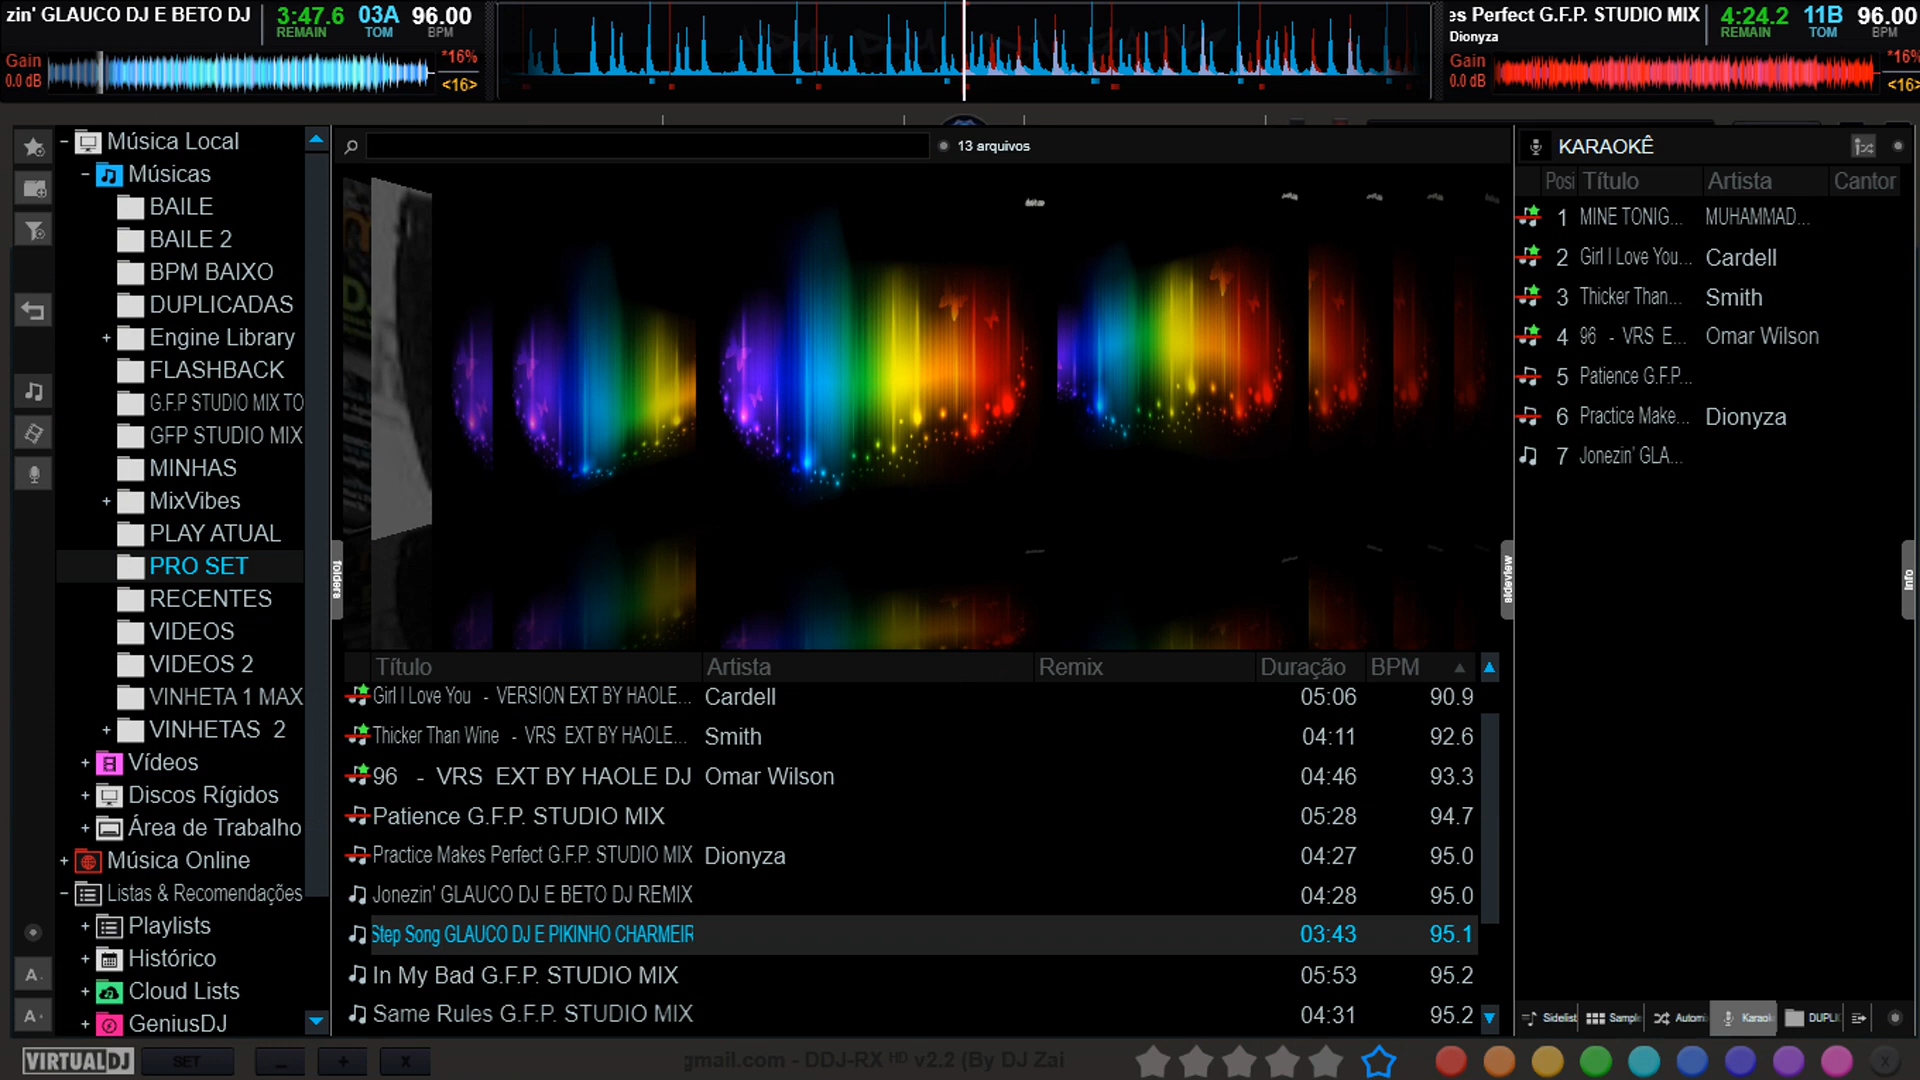 zin' GLAUCO DJ E BETO DJ
3:47.6 03A 96.00
REMAIN TOM BPM
Gain
0.0 dB
*16%
<16>
es Perfect G.F.P. STUDIO MIX
Dionyza
4:24.2 11B 96.00
REMAIN TOM BPM
Gain
0.0 dB
*16%
<16>
Música Local
Músicas
BAILE
BAILE 2
BPM BAIXO
DUPLICADAS
Engine Library
FLASHBACK
G.F.P STUDIO MIX TO
GFP STUDIO MIX
MINHAS
MixVibes
PLAY ATUAL
PRO SET
RECENTES
VIDEOS
VIDEOS 2
VINHETA 1 MAX
VINHETAS 2
Vídeos
Discos Rígidos
Área de Trabalho
Música Online
Listas & Recomendações
Playlists
Histórico
Cloud Lists
GeniusDJ
folders
13 arquivos
Título Artista Remix Duração BPM
Girl I Love You - VERSION EXT BY HAOLE... Cardell 05:06 90.9
Thicker Than Wine - VRS EXT BY HAOLE... Smith 04:11 92.6
96 - VRS EXT BY HAOLE DJ Omar Wilson 04:46 93.3
Patience G.F.P. STUDIO MIX 05:28 94.7
Practice Makes Perfect G.F.P. STUDIO MIX Dionyza 04:27 95.0
Jonezin' GLAUCO DJ E BETO DJ REMIX 04:28 95.0
Step Song GLAUCO DJ E PIKINHO CHARMEIR 03:43 95.1
In My Bad G.F.P. STUDIO MIX 05:53 95.2
Same Rules G.F.P. STUDIO MIX 04:31 95.2
sideview
KARAOKÊ
Posi Título Artista Cantor
1 MINE TONIG... MUHAMMAD...
2 Girl I Love You... Cardell
3 Thicker Than... Smith
4 96 - VRS E... Omar Wilson
5 Patience G.F.P...
6 Practice Make... Dionyza
7 Jonezin' GLA...
Info
Sidelist Sample Autom Karaok DUPLI
A A
VIRTUALDJ SET - + X
gmail.com - DDJ-RX HD v2.2 (By DJ Zai
X